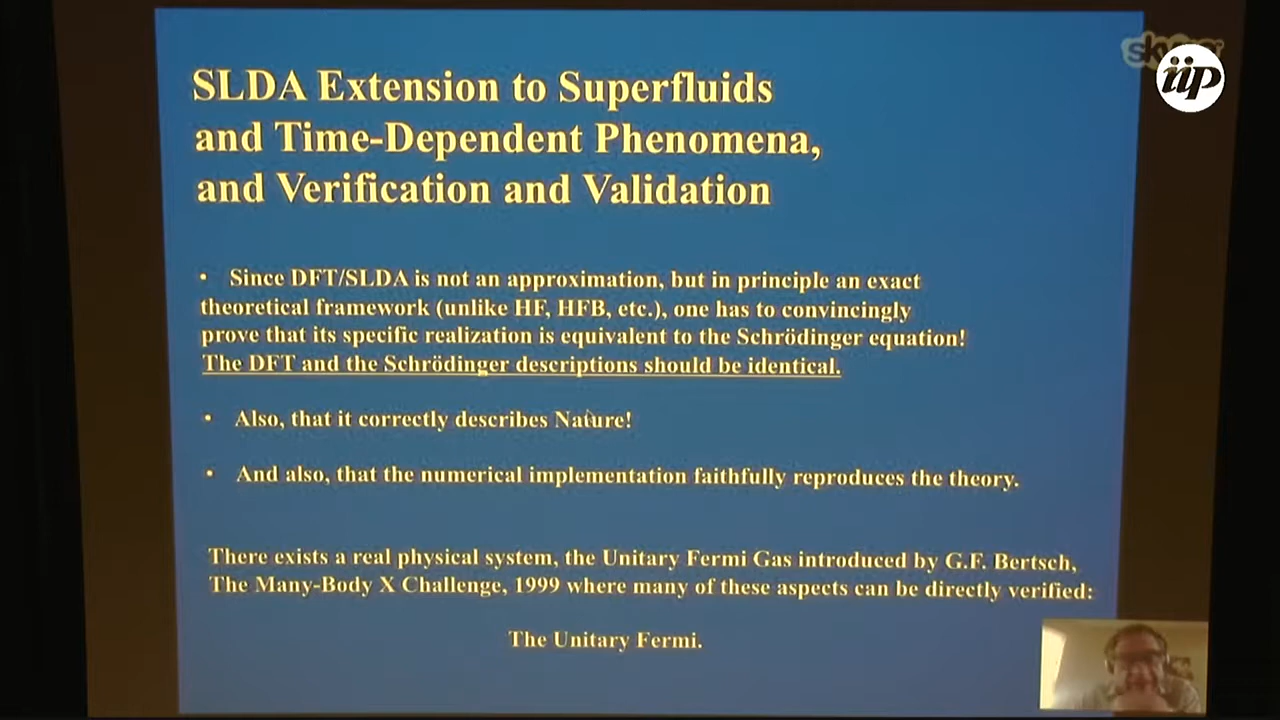 SLDA Extension to Superfluids
and Time-Dependent Phenomena,
and Verification and Validation
• Since DFT/SLDA is not an approximation, but in principle an exact
theoretical framework (unlike HF, HFB, etc.), one has to convincingly
prove that its specific realization is equivalent to the Schrödinger equation!
The DFT and the Schrödinger descriptions should be identical.
• Also, that it correctly describes Nature!
• And also, that the numerical implementation faithfully reproduces the theory.
There exists a real physical system, the Unitary Fermi Gas introduced by G.F. Bertsch,
The Many-Body X Challenge, 1999 where many of these aspects can be directly verified:
The Unitary Fermi.
iip